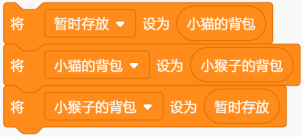 将 暂时存放 设为 小猫的背包
将 小猫的背包 设为 小猴子的背包
将 小猴子的背包 设为 暂时存放